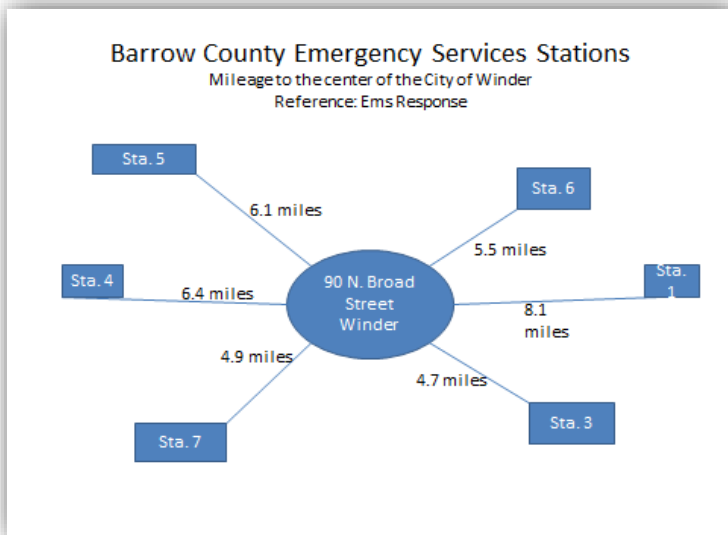 Barrow County Emergency Services Stations
Mileage to the center of the City of Winder
Reference: Ems Response
Sta. 5
Sta. 6
6.1 miles
5.5 miles
Sta. 4
90 N. Broad
Street
Winder
Sta.
1
6.4 miles
8.1
miles
4.9 miles
4.7 miles
Sta. 7
Sta. 3